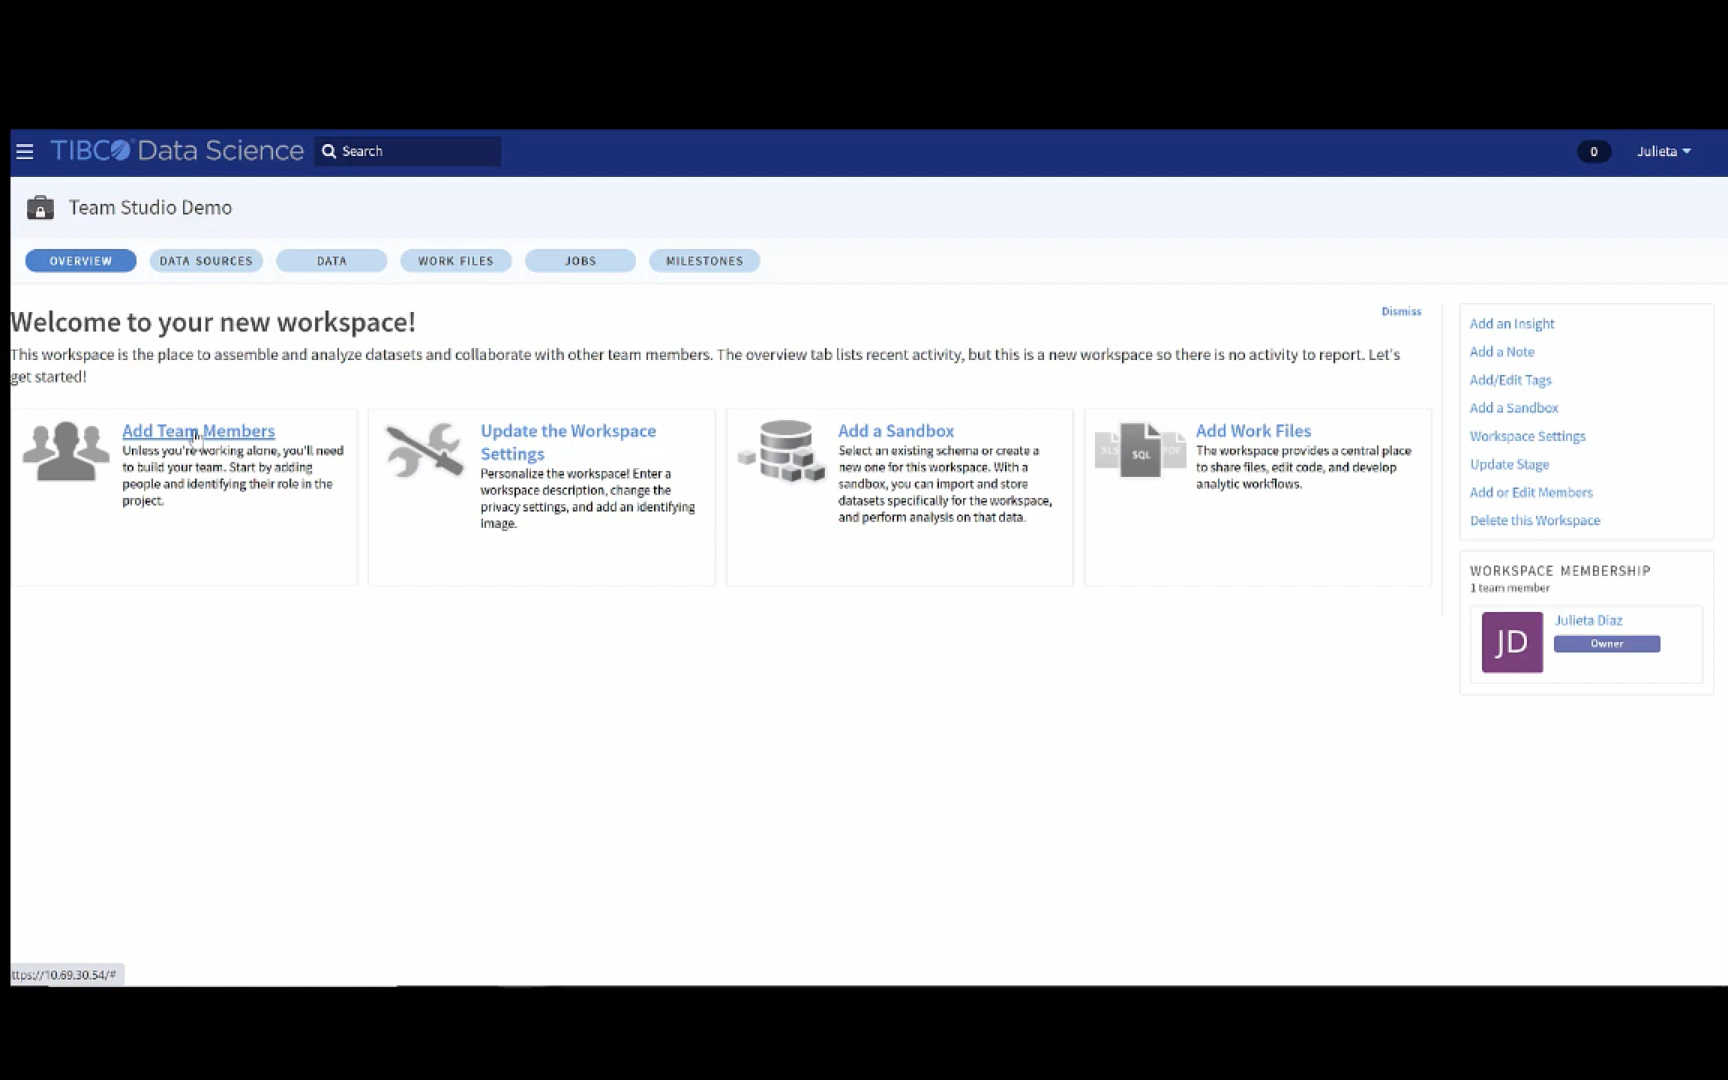 TIBCO Data Science
Search
0
Julieta
Team Studio Demo
OVERVIEW
DATA SOURCES
DATA
WORK FILES
JOBS
MILESTONES
Welcome to your new workspace!
Dismiss
This workspace is the place to assemble and analyze datasets and collaborate with other team members. The overview tab lists recent activity, but this is a new workspace so there is no activity to report. Let's
get started!
Add Team Members
Unless you're working alone, you'll need
to build your team. Start by adding
people and identifying their role in the
project.
Update the Workspace
Settings
Personalize the workspace! Enter a
workspace description, change the
privacy settings, and add an identifying
image.
Add a Sandbox
Select an existing schema or create a
new one for this workspace. With a
sandbox, you can import and store
datasets specifically for the workspace,
and perform analysis on that data.
XLS
SQL
PDF
Add Work Files
The workspace provides a central place
to share files, edit code, and develop
analytic workflows.
Add an Insight
Add a Note
Add/Edit Tags
Add a Sandbox
Workspace Settings
Update Stage
Add or Edit Members
Delete this Workspace
WORKSPACE MEMBERSHIP
1 team member
JD
Julieta Diaz
Owner
ttps://10.69.30.54/#